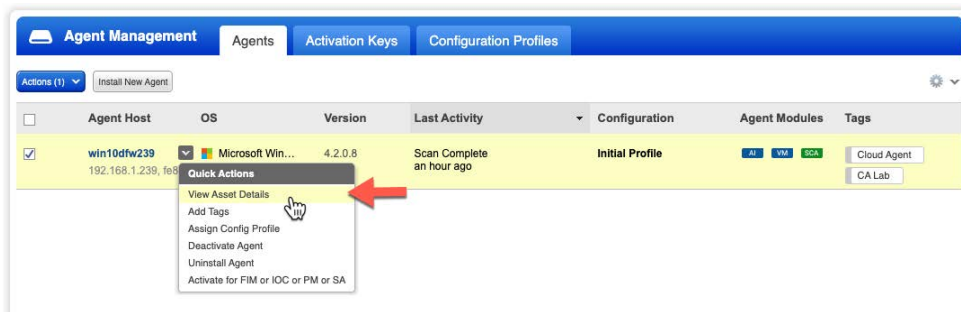 Agent Management
Agents
Activation Keys
Configuration Profiles
Actions (1)
Install New Agent
Agent Host OS Version Last Activity Configuration Agent Modules Tags
win10dfw239 Microsoft Win... 4.2.0.8 Scan Complete Initial Profile AI VM SCA Cloud Agent
192.168.1.239, fe8 an hour ago CA Lab
Quick Actions
View Asset Details
Add Tags
Assign Config Profile
Deactivate Agent
Uninstall Agent
Activate for FIM or IOC or PM or SA